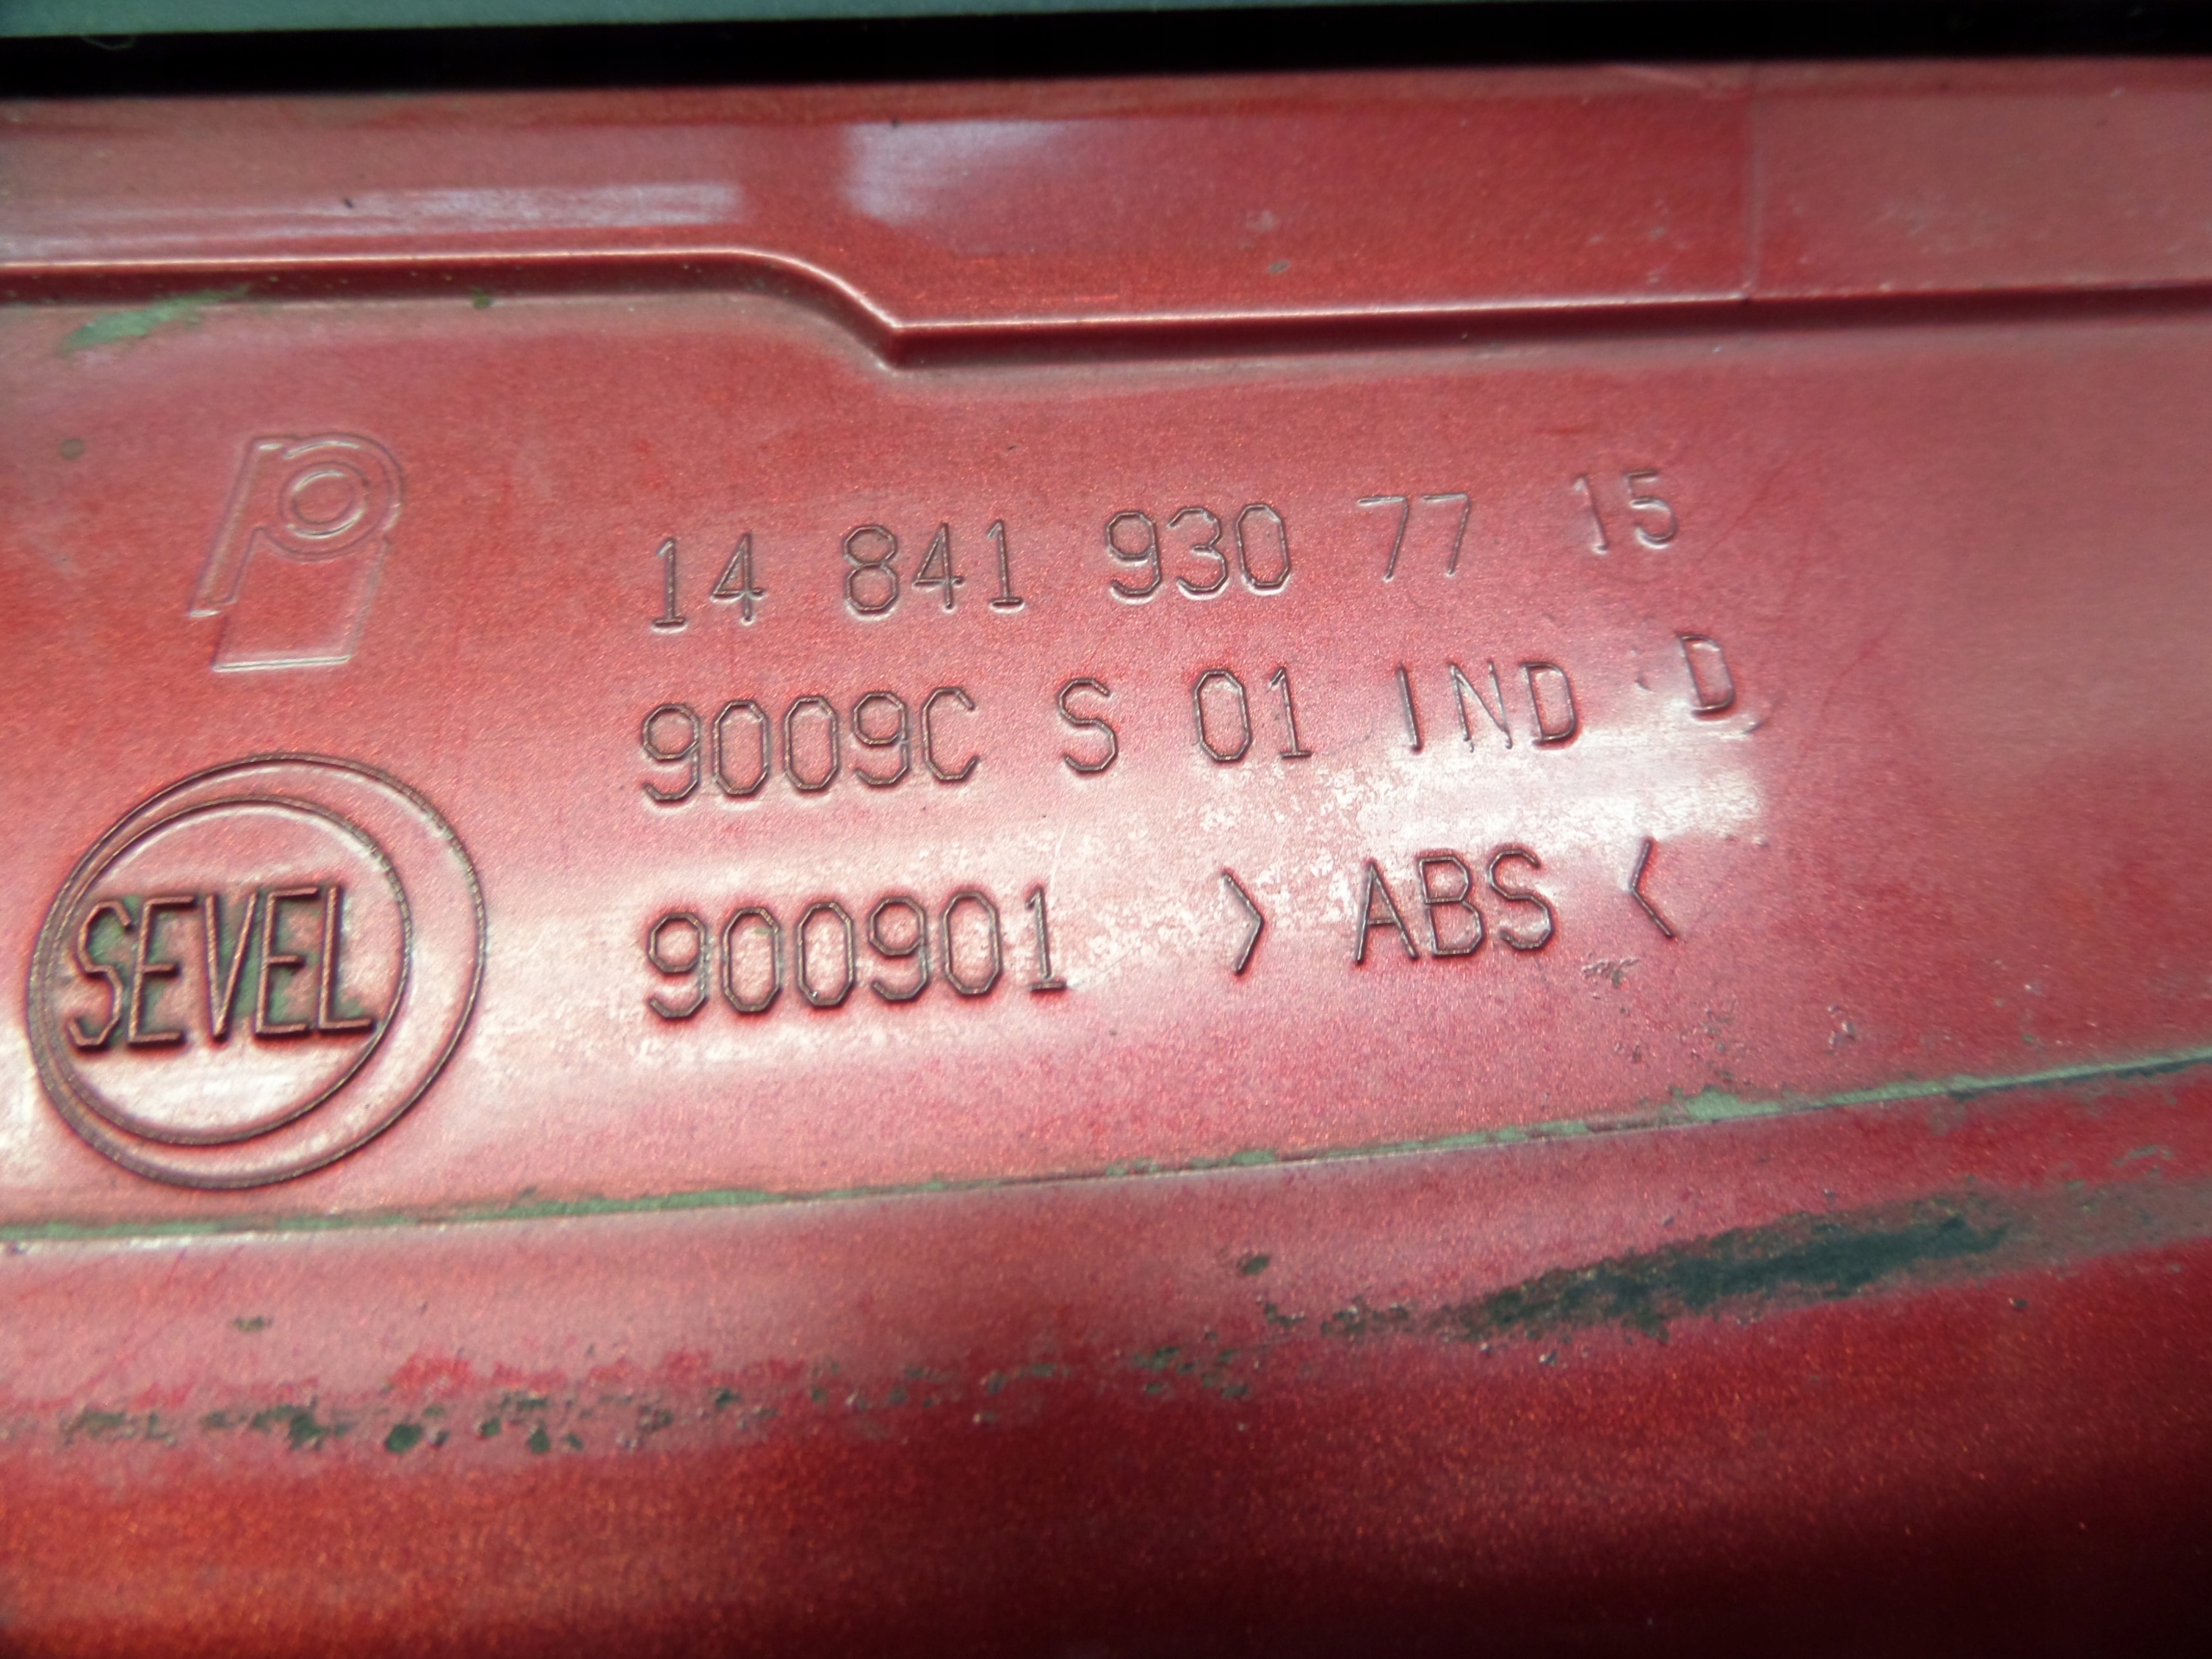 14 841 930 77 15
9009C S 01 IND D
SEVEL
900901 > ABS <